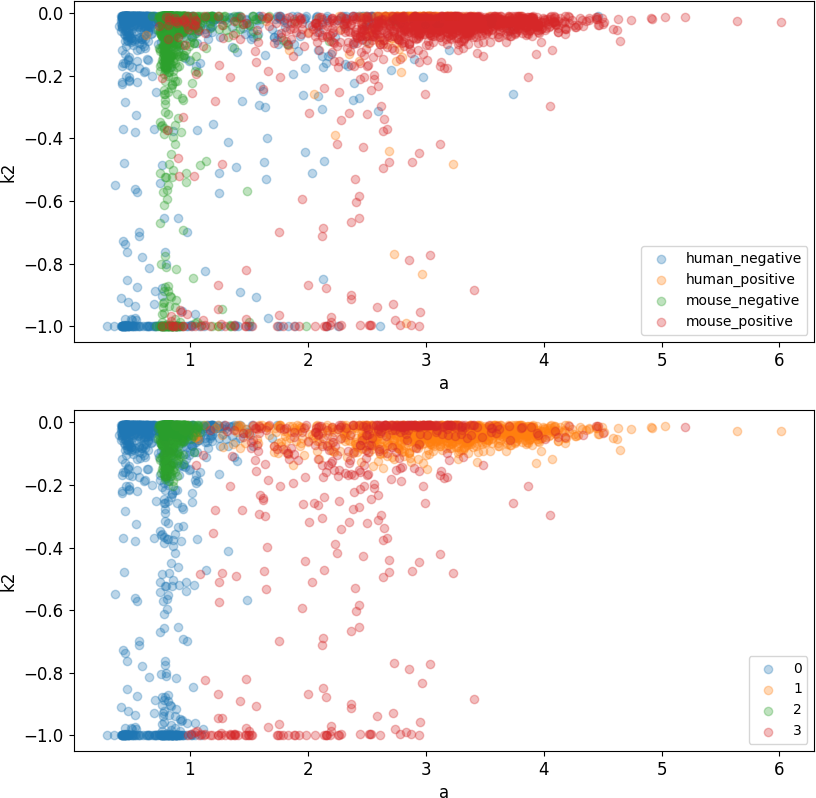 0.0
−0.2
−0.4
−0.6
−0.8
−1.0
k2
1 2 3 4 5 6
a
human_negative
human_positive
mouse_negative
mouse_positive
0.0
−0.2
−0.4
−0.6
−0.8
−1.0
k2
1 2 3 4 5 6
a
0
1
2
3